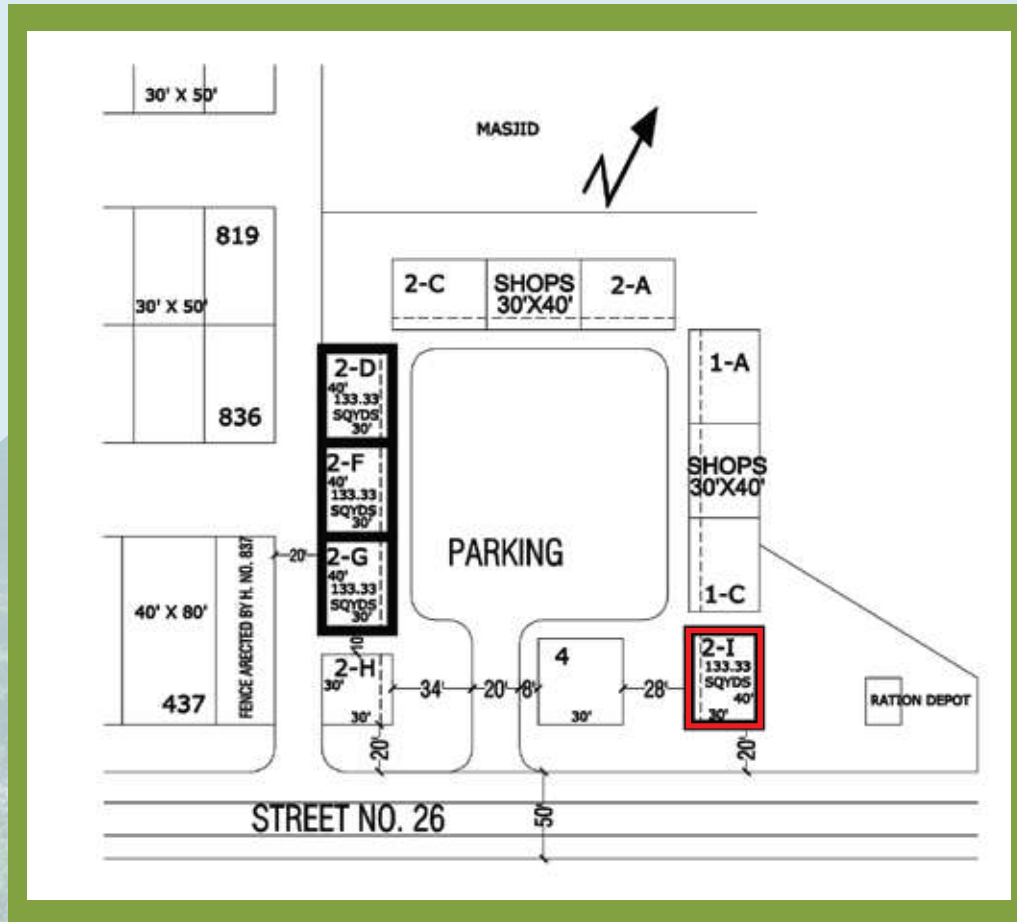 30' X 50'
MASJID
N
819
30' X 50'
836
2-C
SHOPS
30'X40'
2-A
1-A
SHOPS
30'X40'
1-C
2-D
40'
133.33
SQYDS
30'
2-F
40'
133.33
SQYDS
30'
2-G
40'
133.33
SQYDS
30'
20'
PARKING
40' X 80'
437
FENCE ARECTED BY H. NO. 837
10'
2-H
30'
30'
34'
20'
8'
4
30'
28'
2-I
133.33
SQYDS
40'
30'
RATION DEPOT
20'
20'
STREET NO. 26
50'